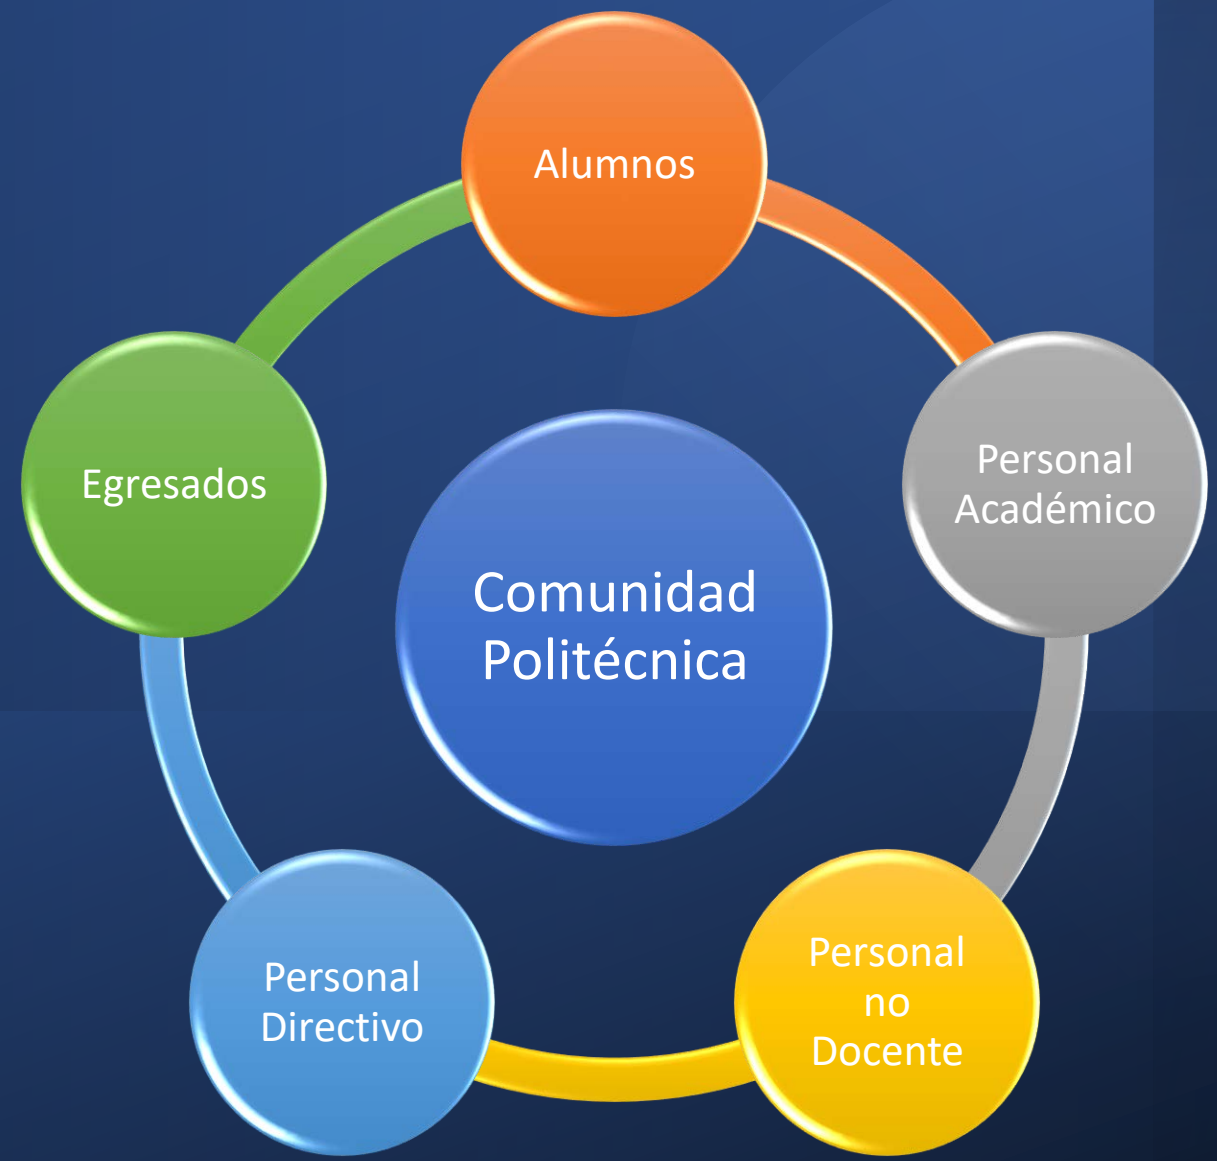 Alumnos
Personal
Académico
Personal
no
Docente
Personal
Directivo
Egresados
Comunidad
Politécnica